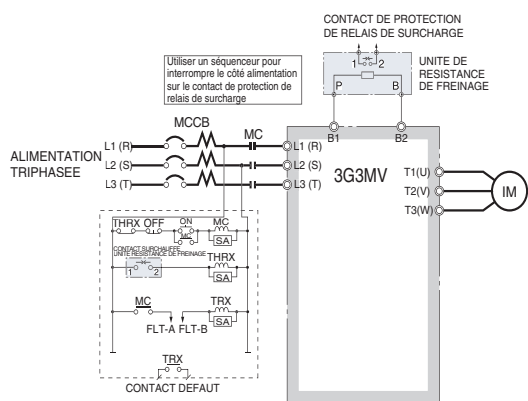 CONTACT DE PROTECTION
DE RELAIS DE SURCHARGE
Utiliser un séquenceur pour
interrompre le côté alimentation
sur le contact de protection de
relais de surcharge
1 2
P B
UNITE DE
RESISTANCE
DE FREINAGE
MCCB
MC
B1 B2
ALIMENTATION
TRIPHASEE
L1 (R)
L2 (S)
L3 (T)
L1 (R)
L2 (S)
L3 (T)
3G3MV
T1(U)
T2(V)
T3(W)
IM
THRX OFF ON MC
MC
SA
CONTACT SURCHAUFFE
UNITE RESISTANCE DE FREINAGE
1 2
THRX
SA
MC
FLT-A FLT-B
TRX
SA
TRX
CONTACT DEFAUT